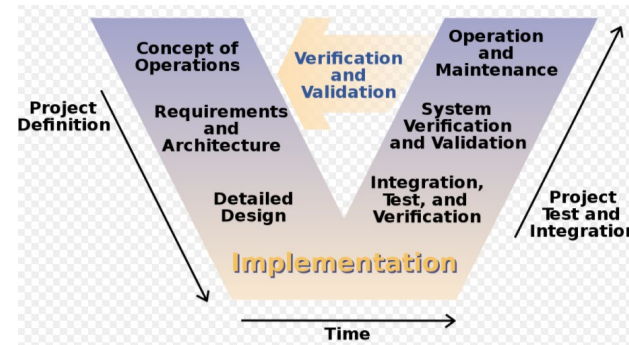 Concept of
Operations
Verification
and
Validation
Operation
and
Maintenance
Project
Definition
Requirements
and
Architecture
System
Verification
and Validation
Detailed
Design
Integration,
Test, and
Verification
Project
Test and
Integration
Implementation
Time